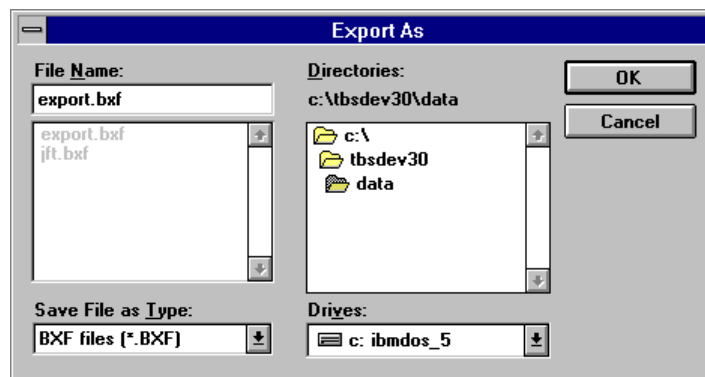 Export As
File Name:
export.bxf
export.bxf
jft.bxf
Save File as Type:
BXF files (*.BXF)
Directories:
c:\tbsdev30\data
c:\
tbsdev30
data
Drives:
c: ibmdos_5
OK
Cancel